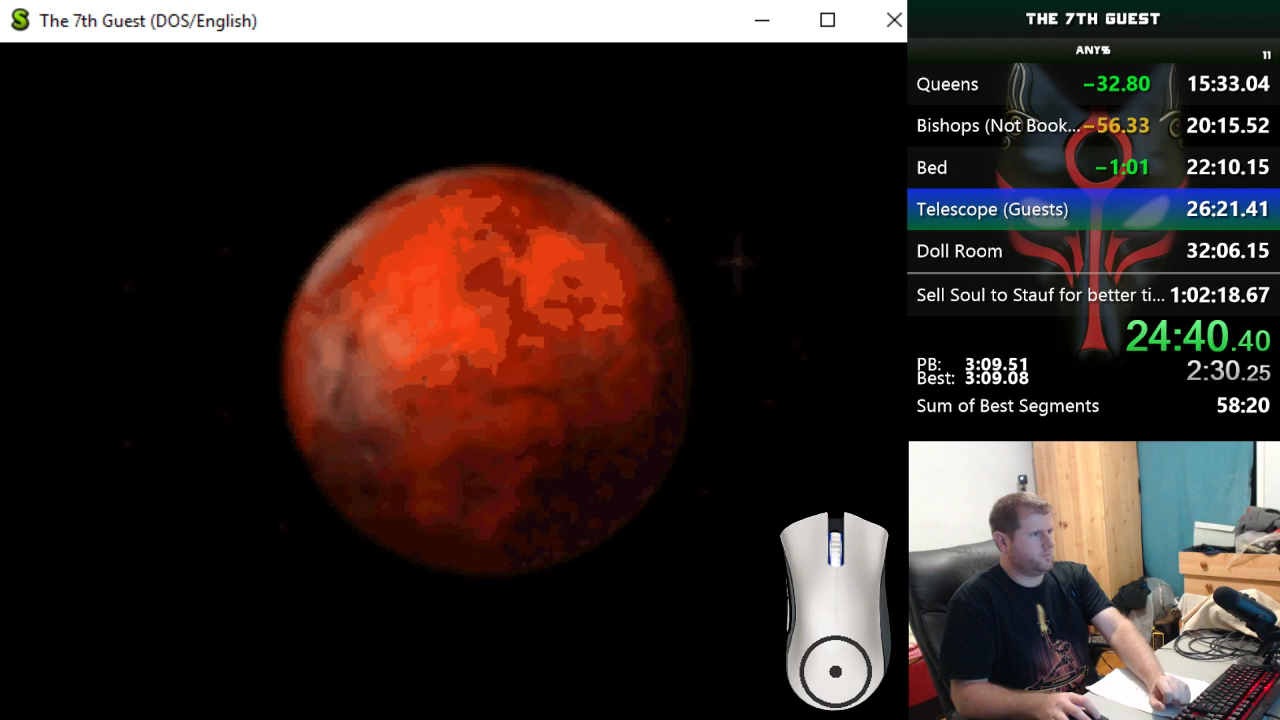 The 7th Guest (DOS/English)
THE 7TH GUEST
ANY%
11
Queens -32.80 15:33.04
Bishops (Not Book... -56.33 20:15.52
Bed -1:01 22:10.15
Telescope (Guests) 26:21.41
Doll Room 32:06.15
Sell Soul to Stauf for better ti... 1:02:18.67
24:40.40
PB: 3:09.51 2:30.25
Best: 3:09.08
Sum of Best Segments 58:20